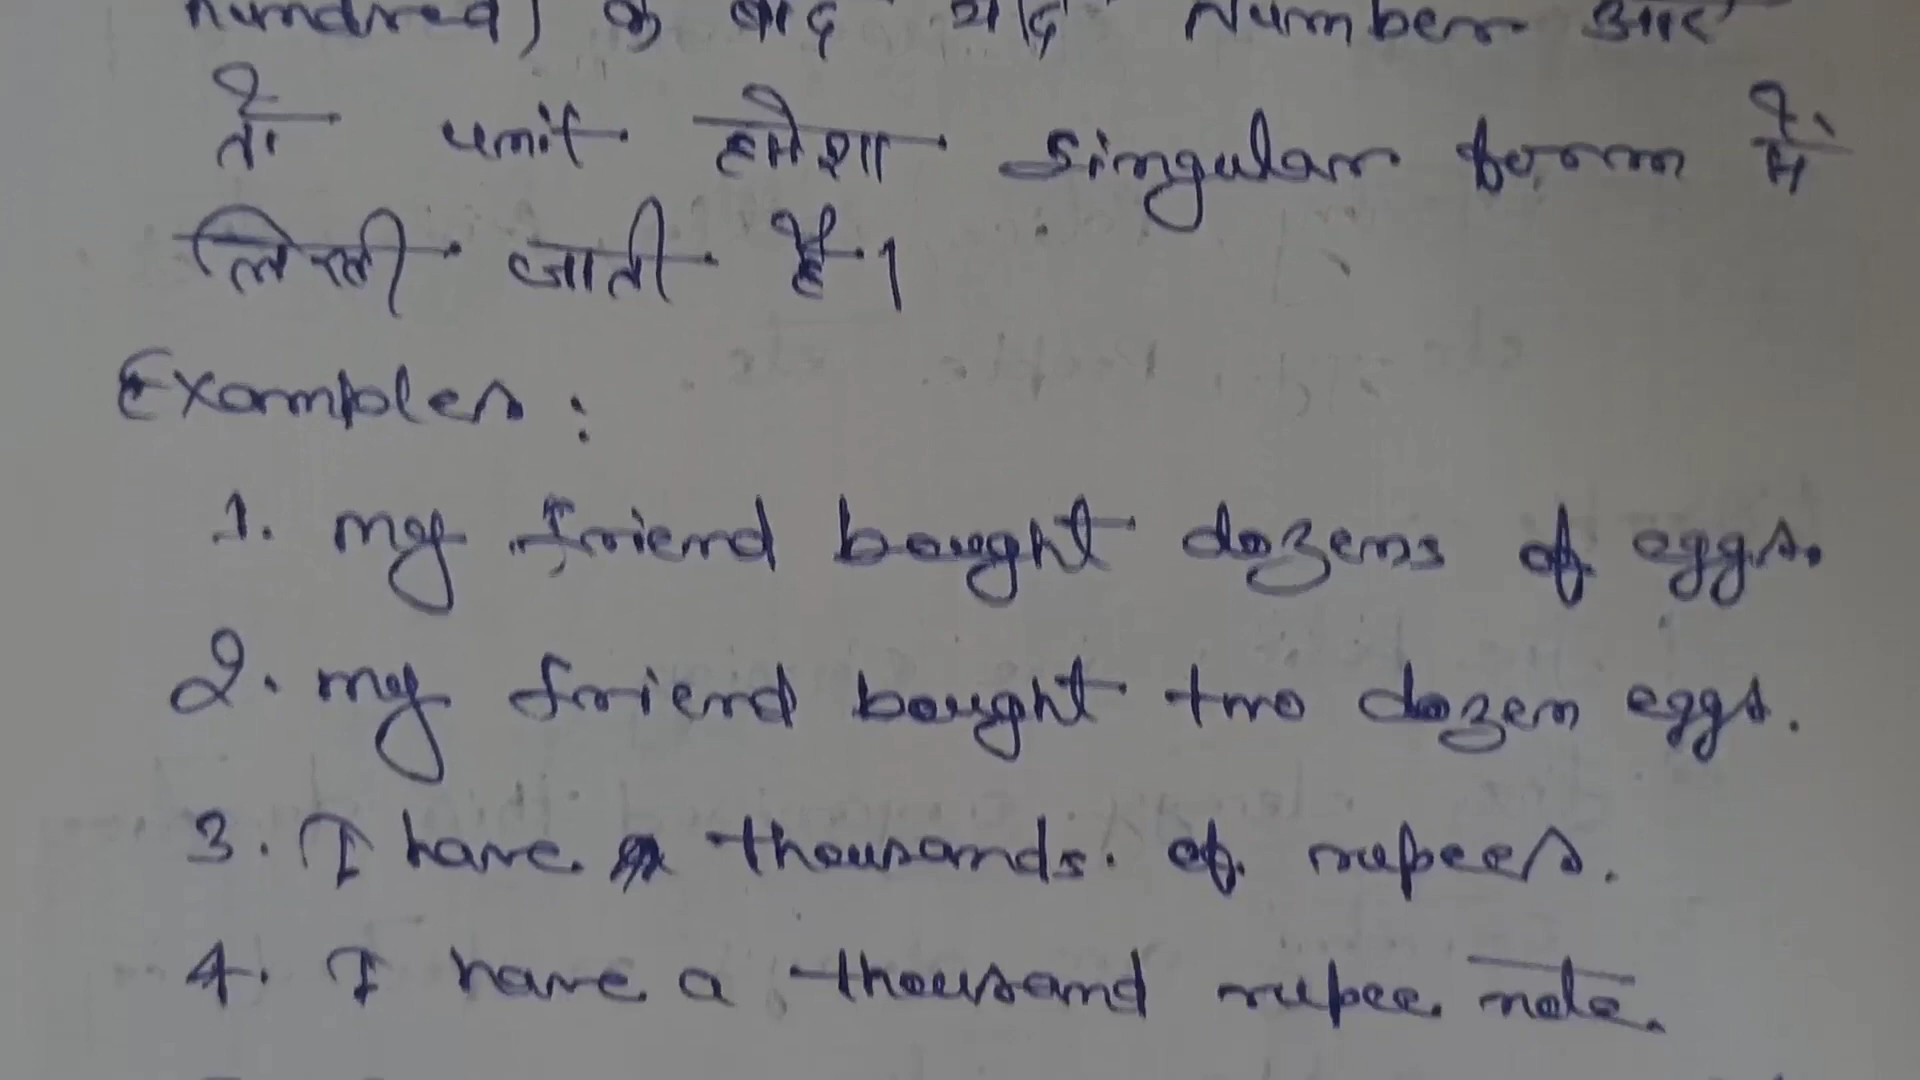 hundred) के बाद यदि Number आए
तो unit हमेशा singular form में
लिखी जाती है।
Examples :
1. my friend bought dozens of eggs.
2. my friend bought two dozen eggs.
3. I have thousands of rupees.
4. I have a thousand rupee note.